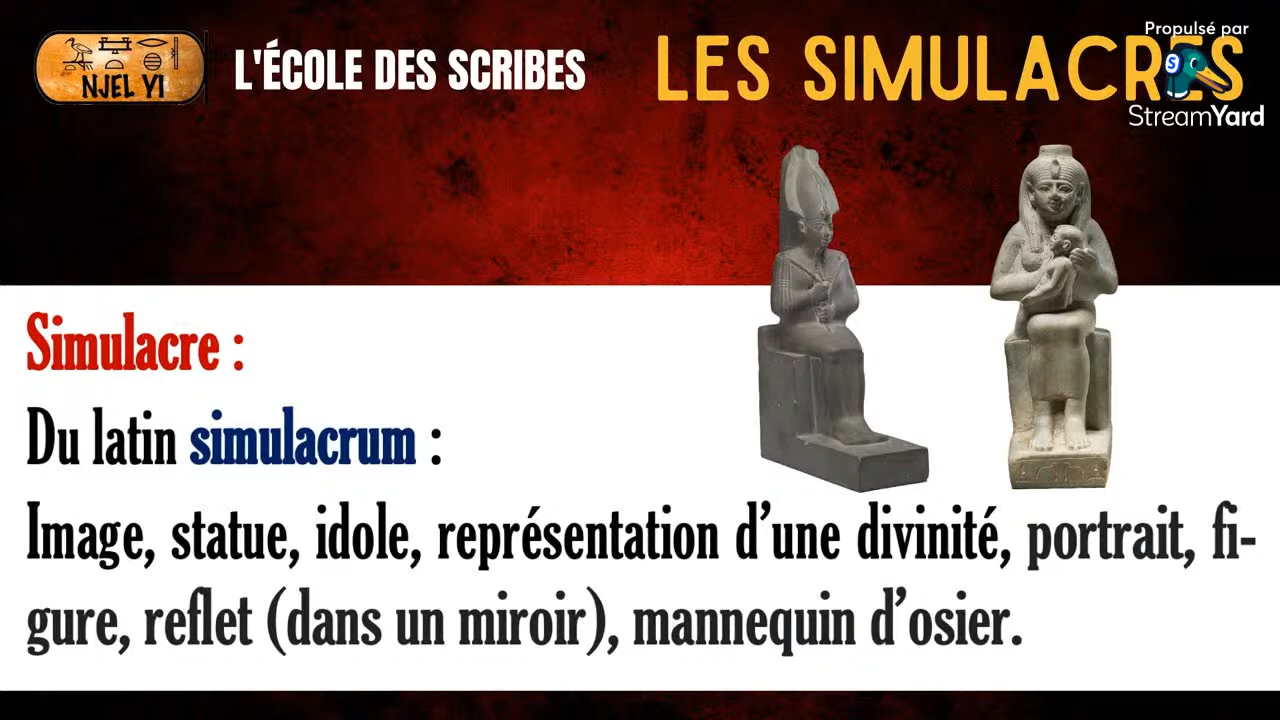 NJEL YI
L'ÉCOLE DES SCRIBES
LES SIMULACRES
Propulsé par
StreamYard
Simulacre :
Du latin simulacrum :
Image, statue, idole, représentation d’une divinité, portrait, fi-
gure, reflet (dans un miroir), mannequin d’osier.